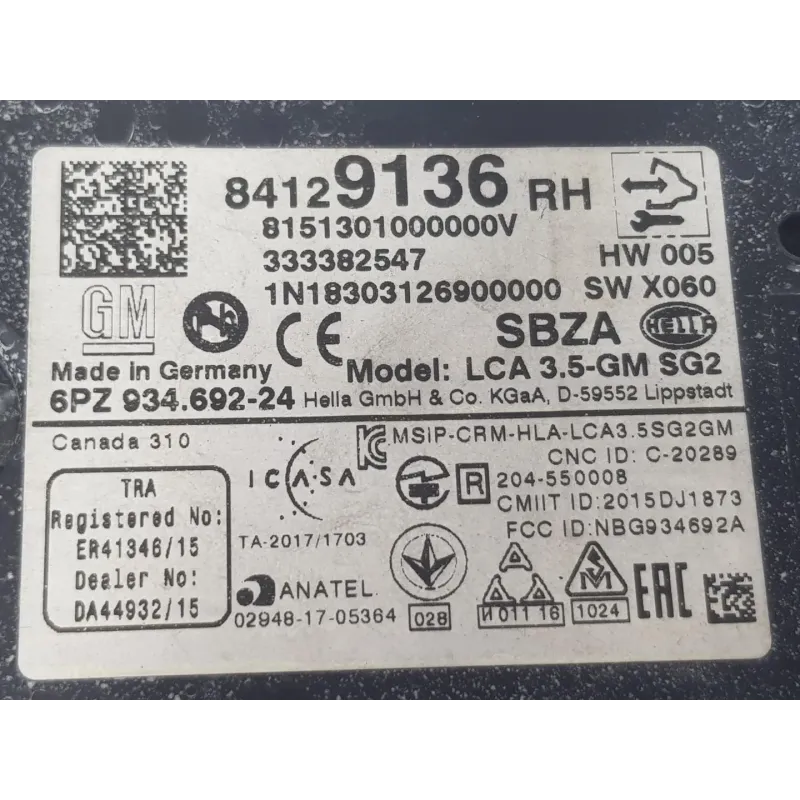 84129136 RH
8151301000000V
333382547 HW 005
1N18303126900000 SW X060
GM CE SBZA HELLA
Made in Germany Model: LCA 3.5-GM SG2
6PZ 934.692-24 Hella GmbH & Co. KGaA, D-59552 Lippstadt
Canada 310
TRA
Registered No:
ER41346/15
Dealer No:
DA44932/15
ICASA
TA-2017/1703
ANATEL
02948-17-05364
MSIP-CRM-HLA-LCA3.5SG2GM
CNC ID: C-20289
R 204-550008
CMIIT ID:2015DJ1873
FCC ID:NBG934692A
028
И 011 16
1024
EAC